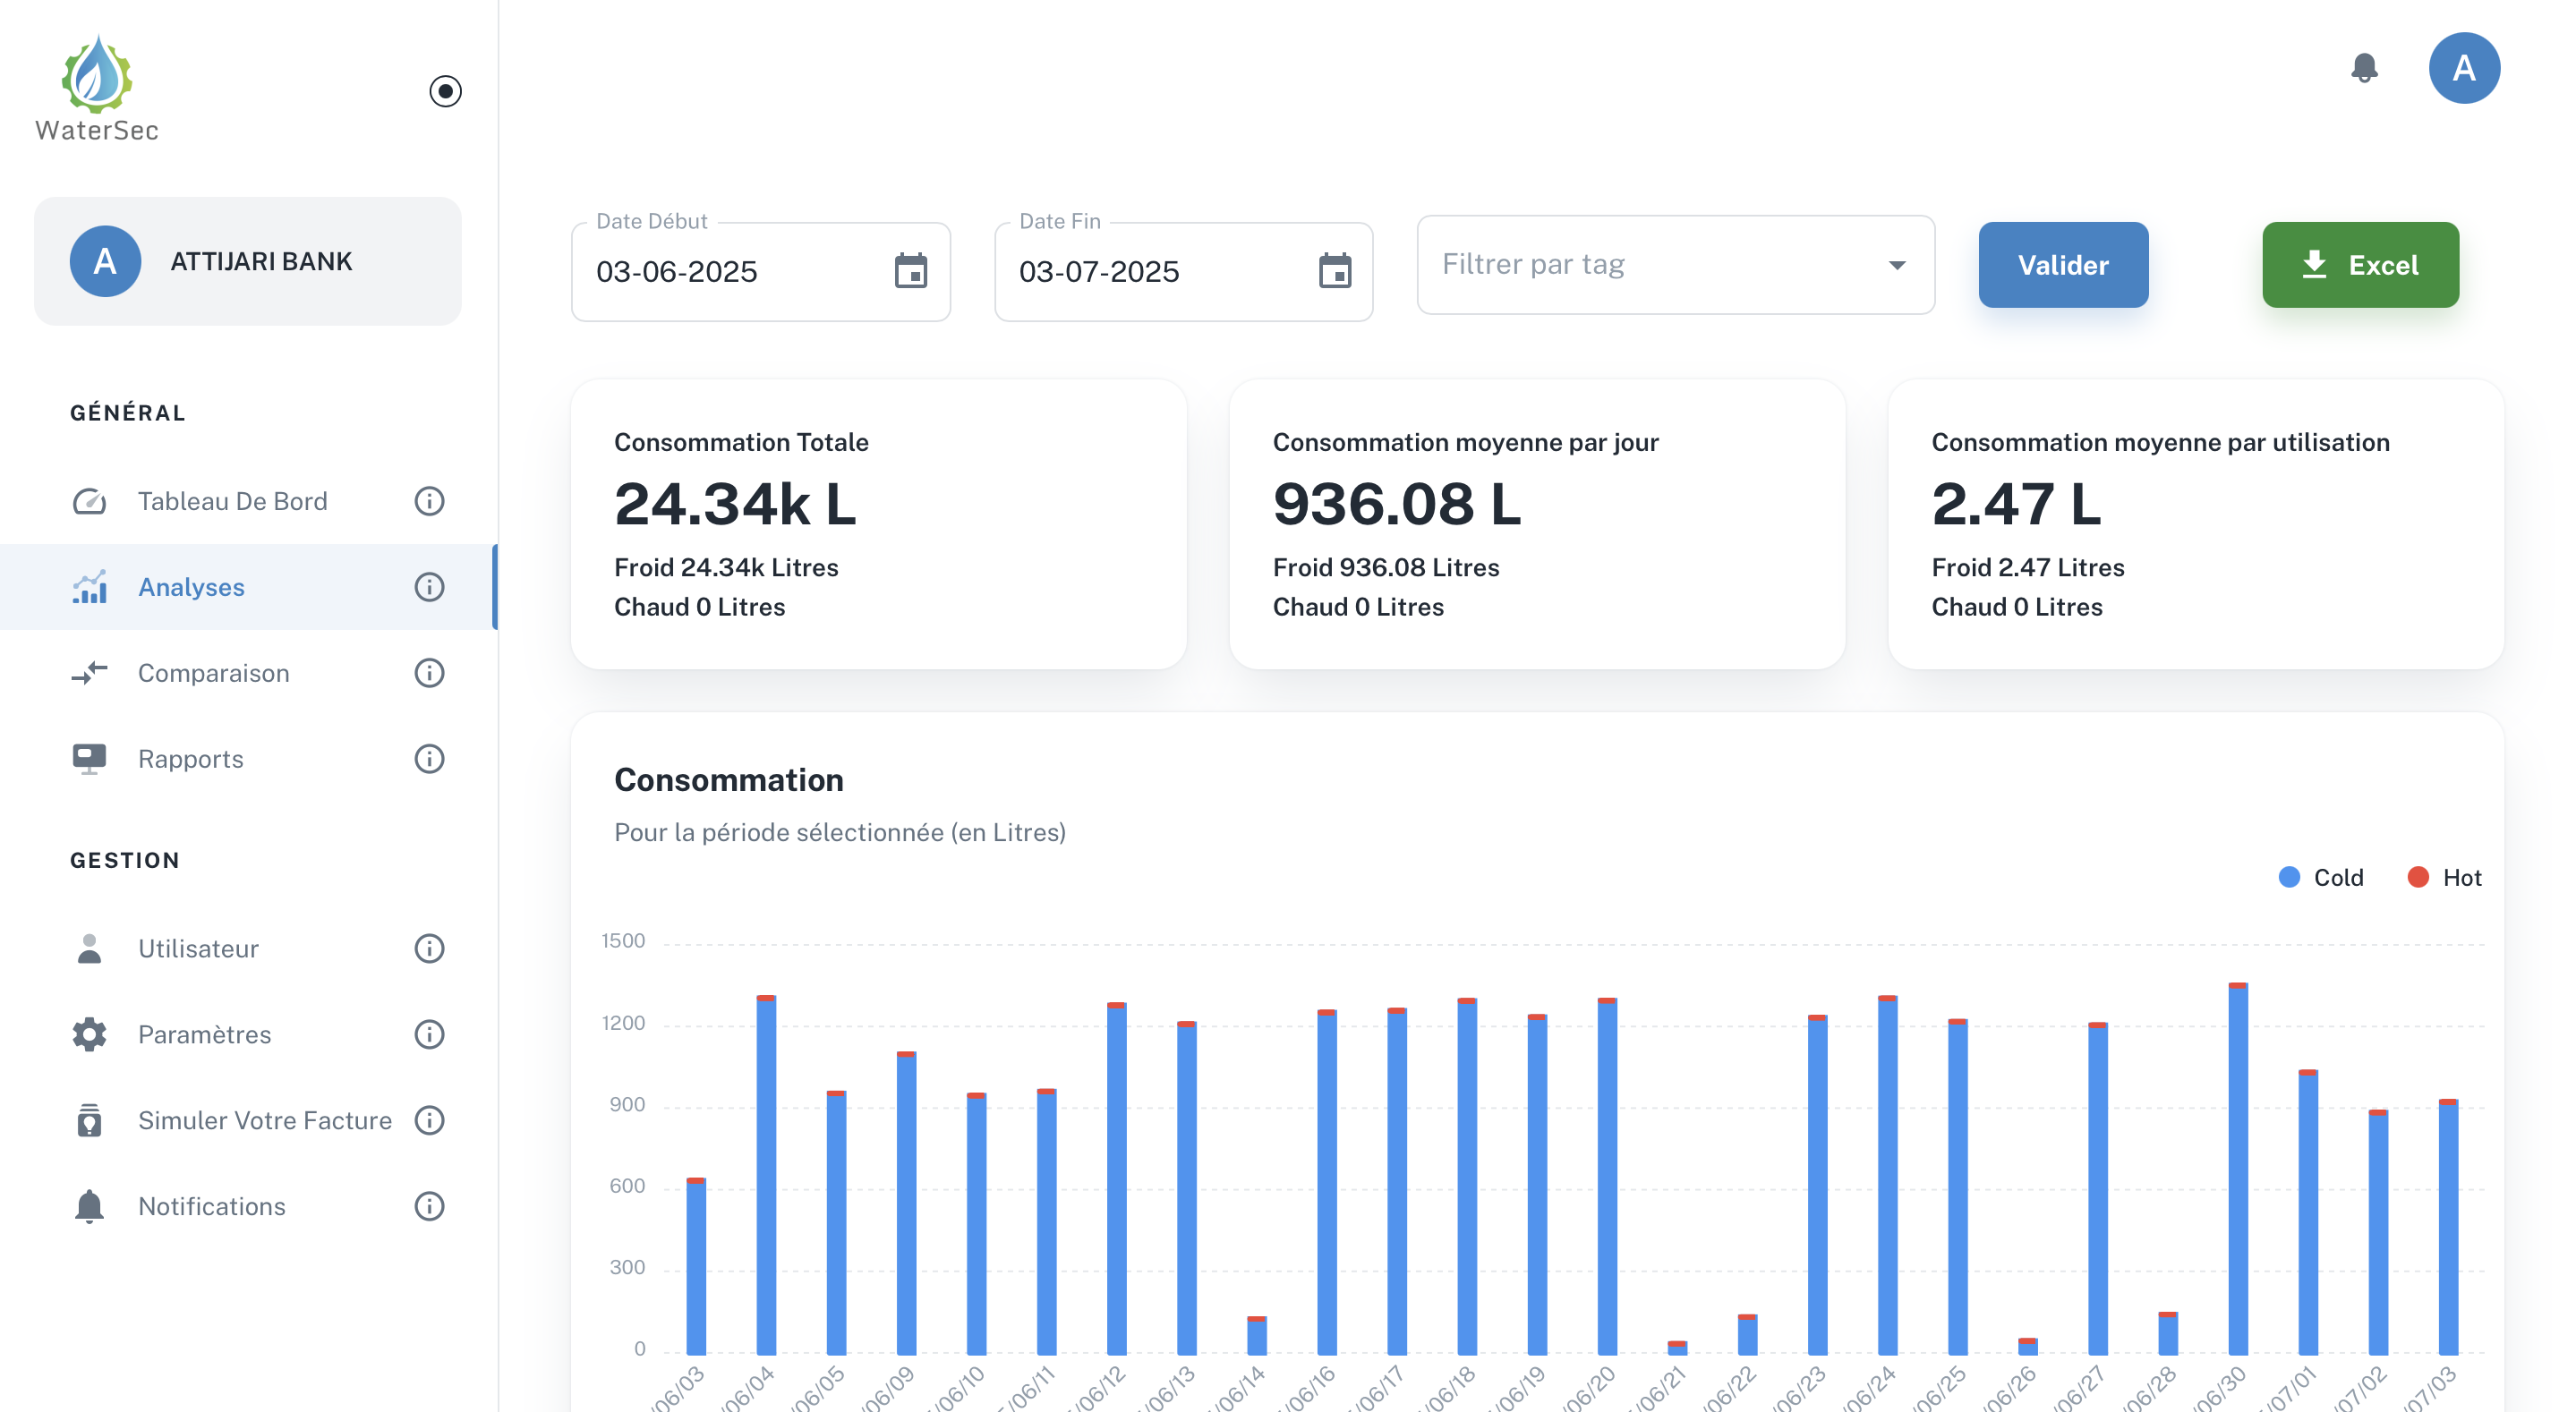 WaterSec
A
A
ATTIJARI BANK
GÉNÉRAL
Tableau De Bord
Analyses
Comparaison
Rapports
GESTION
Utilisateur
Paramètres
Simuler Votre Facture
Notifications
Date Début
03-06-2025
Date Fin
03-07-2025
Filtrer par tag
Valider
Excel
Consommation Totale
24.34k L
Froid 24.34k Litres
Chaud 0 Litres
Consommation moyenne par jour
936.08 L
Froid 936.08 Litres
Chaud 0 Litres
Consommation moyenne par utilisation
2.47 L
Froid 2.47 Litres
Chaud 0 Litres
Consommation
Pour la période sélectionnée (en Litres)
Cold
Hot
1500
1200
900
600
300
0
/06/03
/06/04
/06/05
/06/09
/06/10
/06/11
/06/12
/06/13
/06/14
/06/16
/06/17
/06/18
/06/19
/06/20
/06/21
/06/22
/06/23
/06/24
/06/25
/06/26
/06/27
/06/28
/06/30
/07/01
/07/02
/07/03